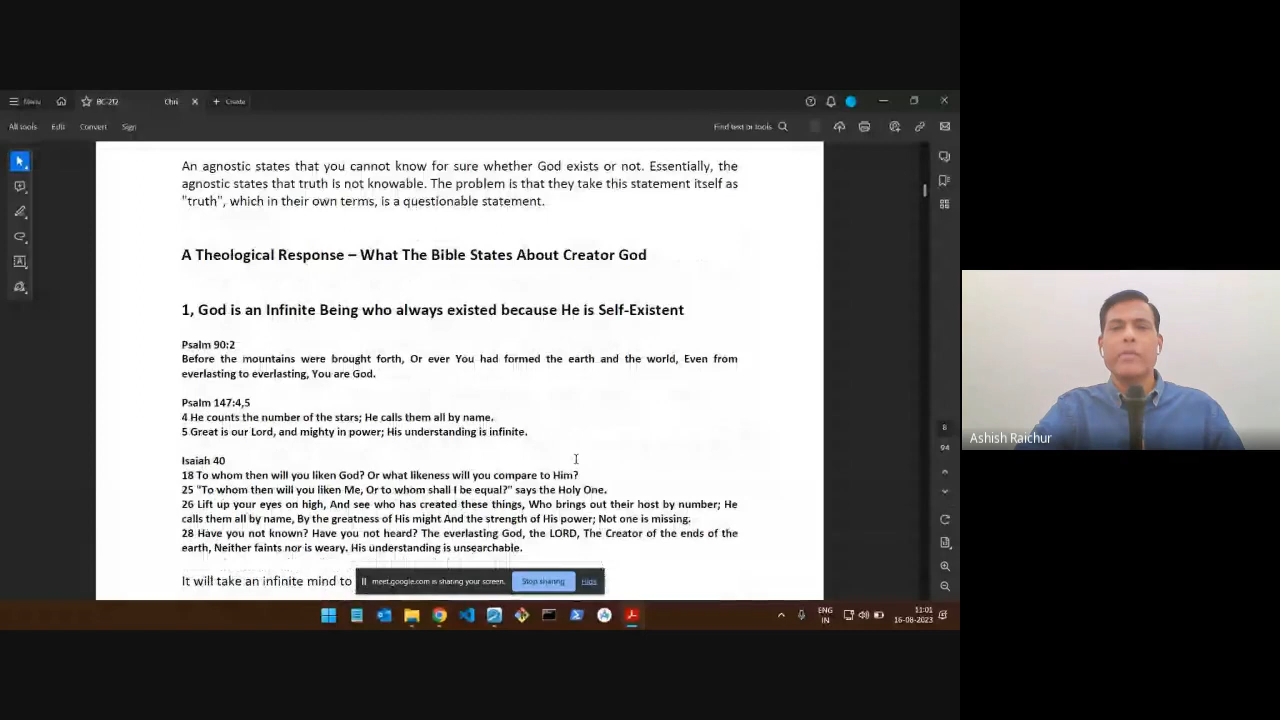 Menu
BC-212
Chri
Create
All tools
Edit
Convert
Sign
Find text or tools
An agnostic states that you cannot know for sure whether God exists or not. Essentially, the
agnostic states that truth is not knowable. The problem is that they take this statement itself as
"truth", which in their own terms, is a questionable statement.
A Theological Response – What The Bible States About Creator God
1, God is an Infinite Being who always existed because He is Self-Existent
Psalm 90:2
Before the mountains were brought forth, Or ever You had formed the earth and the world, Even from
everlasting to everlasting, You are God.
Psalm 147:4,5
4 He counts the number of the stars; He calls them all by name.
5 Great is our Lord, and mighty in power; His understanding is infinite.
Isaiah 40
18 To whom then will you liken God? Or what likeness will you compare to Him?
25 "To whom then will you liken Me, Or to whom shall I be equal?" says the Holy One.
26 Lift up your eyes on high, And see who has created these things, Who brings out their host by number; He
calls them all by name, By the greatness of His might And the strength of His power; Not one is missing.
28 Have you not known? Have you not heard? The everlasting God, the LORD, The Creator of the ends of the
earth, Neither faints nor is weary. His understanding is unsearchable.
It will take an infinite mind to
meet.google.com is sharing your screen.
Stop sharing
Hide
8
94
Ashish Raichur
ENG
IN
11:01
16-08-2023